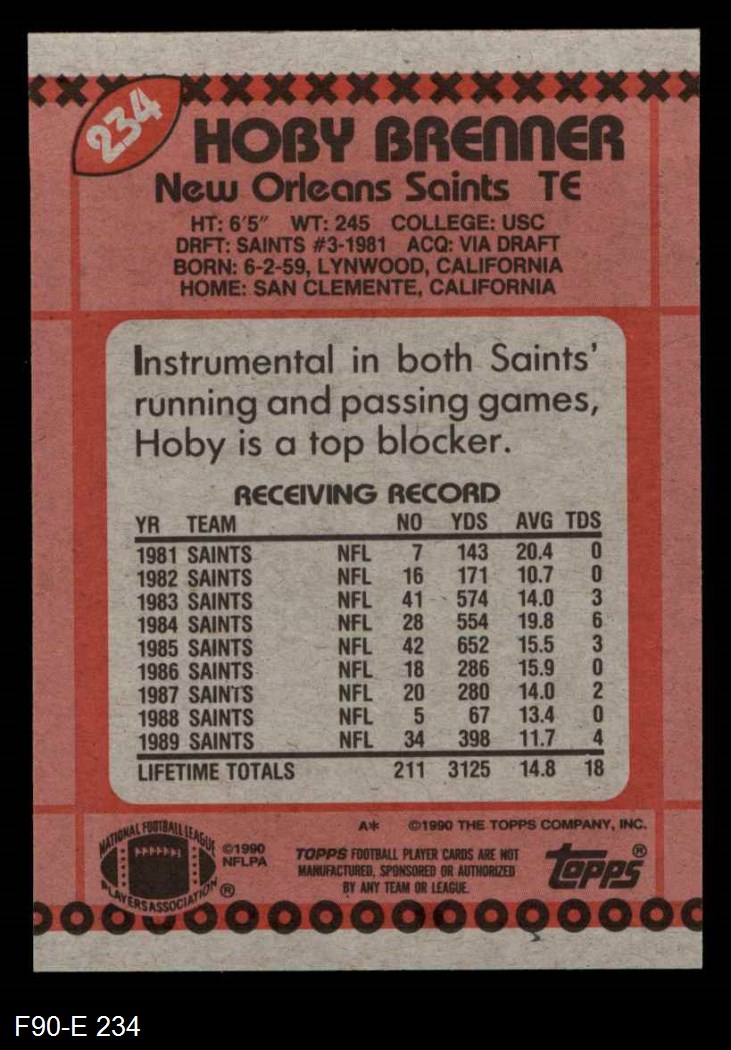 234
HOBY BRENNER
New Orleans Saints TE
HT: 6'5" WT: 245 COLLEGE: USC
DRFT: SAINTS #3-1981 ACQ: VIA DRAFT
BORN: 6-2-59, LYNWOOD, CALIFORNIA
HOME: SAN CLEMENTE, CALIFORNIA
Instrumental in both Saints'
running and passing games,
Hoby is a top blocker.
RECEIVING RECORD
YR TEAM NO YDS AVG TDS
1981 SAINTS NFL 7 143 20.4 0
1982 SAINTS NFL 16 171 10.7 0
1983 SAINTS NFL 41 574 14.0 3
1984 SAINTS NFL 28 554 19.8 6
1985 SAINTS NFL 42 652 15.5 3
1986 SAINTS NFL 18 286 15.9 0
1987 SAINTS NFL 20 280 14.0 2
1988 SAINTS NFL 5 67 13.4 0
1989 SAINTS NFL 34 398 11.7 4
LIFETIME TOTALS 211 3125 14.8 18
A* ©1990 THE TOPPS COMPANY, INC.
NATIONAL FOOTBALL LEAGUE
PLAYERS ASSOCIATION ®
©1990
NFLPA
TOPPS FOOTBALL PLAYER CARDS ARE NOT
MANUFACTURED, SPONSORED OR AUTHORIZED
BY ANY TEAM OR LEAGUE.
Topps®
F90-E 234